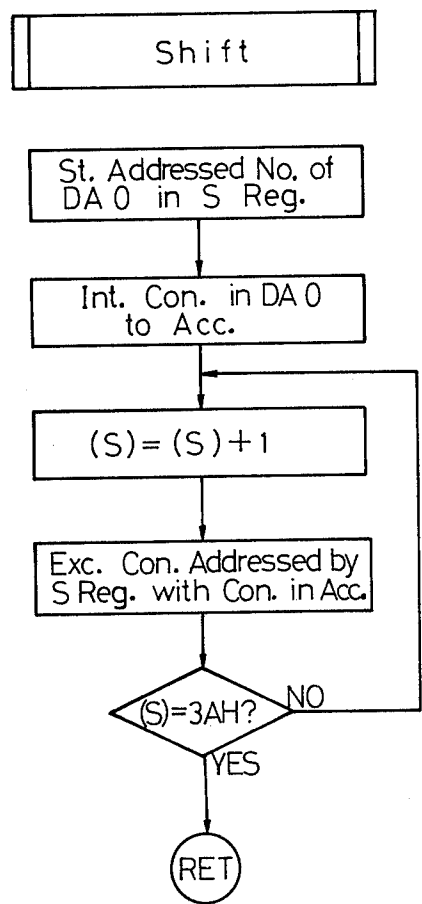 Shift
St. Addressed No. of
DA 0 in S Reg.
Int. Con. in DA 0
to Acc.
(S) = (S) + 1
Exc. Con. Addressed by
S Reg. with Con. in Acc.
(S)=3AH?
NO
YES
RET